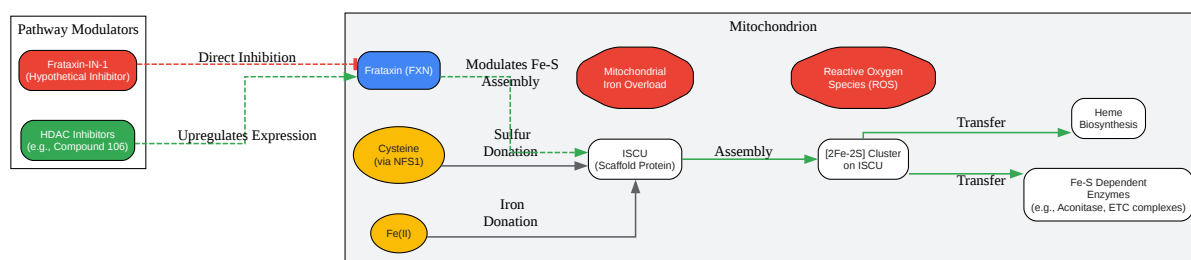 Pathway Modulators
Frataxin-IN-1
(Hypothetical Inhibitor)
HDAC Inhibitors
(e.g., Compound 106)
Direct Inhibition
Upregulates Expression
Mitochondrion
Frataxin (FXN)
Modulates Fe-S
Assembly
Mitochondrial
Iron Overload
Reactive Oxygen
Species (ROS)
Cysteine
(via NFS1)
Sulfur
Donation
ISCU
(Scaffold Protein)
Assembly
[2Fe-2S] Cluster
on ISCU
Transfer
Heme
Biosynthesis
Transfer
Fe-S Dependent
Enzymes
(e.g., Aconitase, ETC complexes)
Fe(II)
Iron
Donation